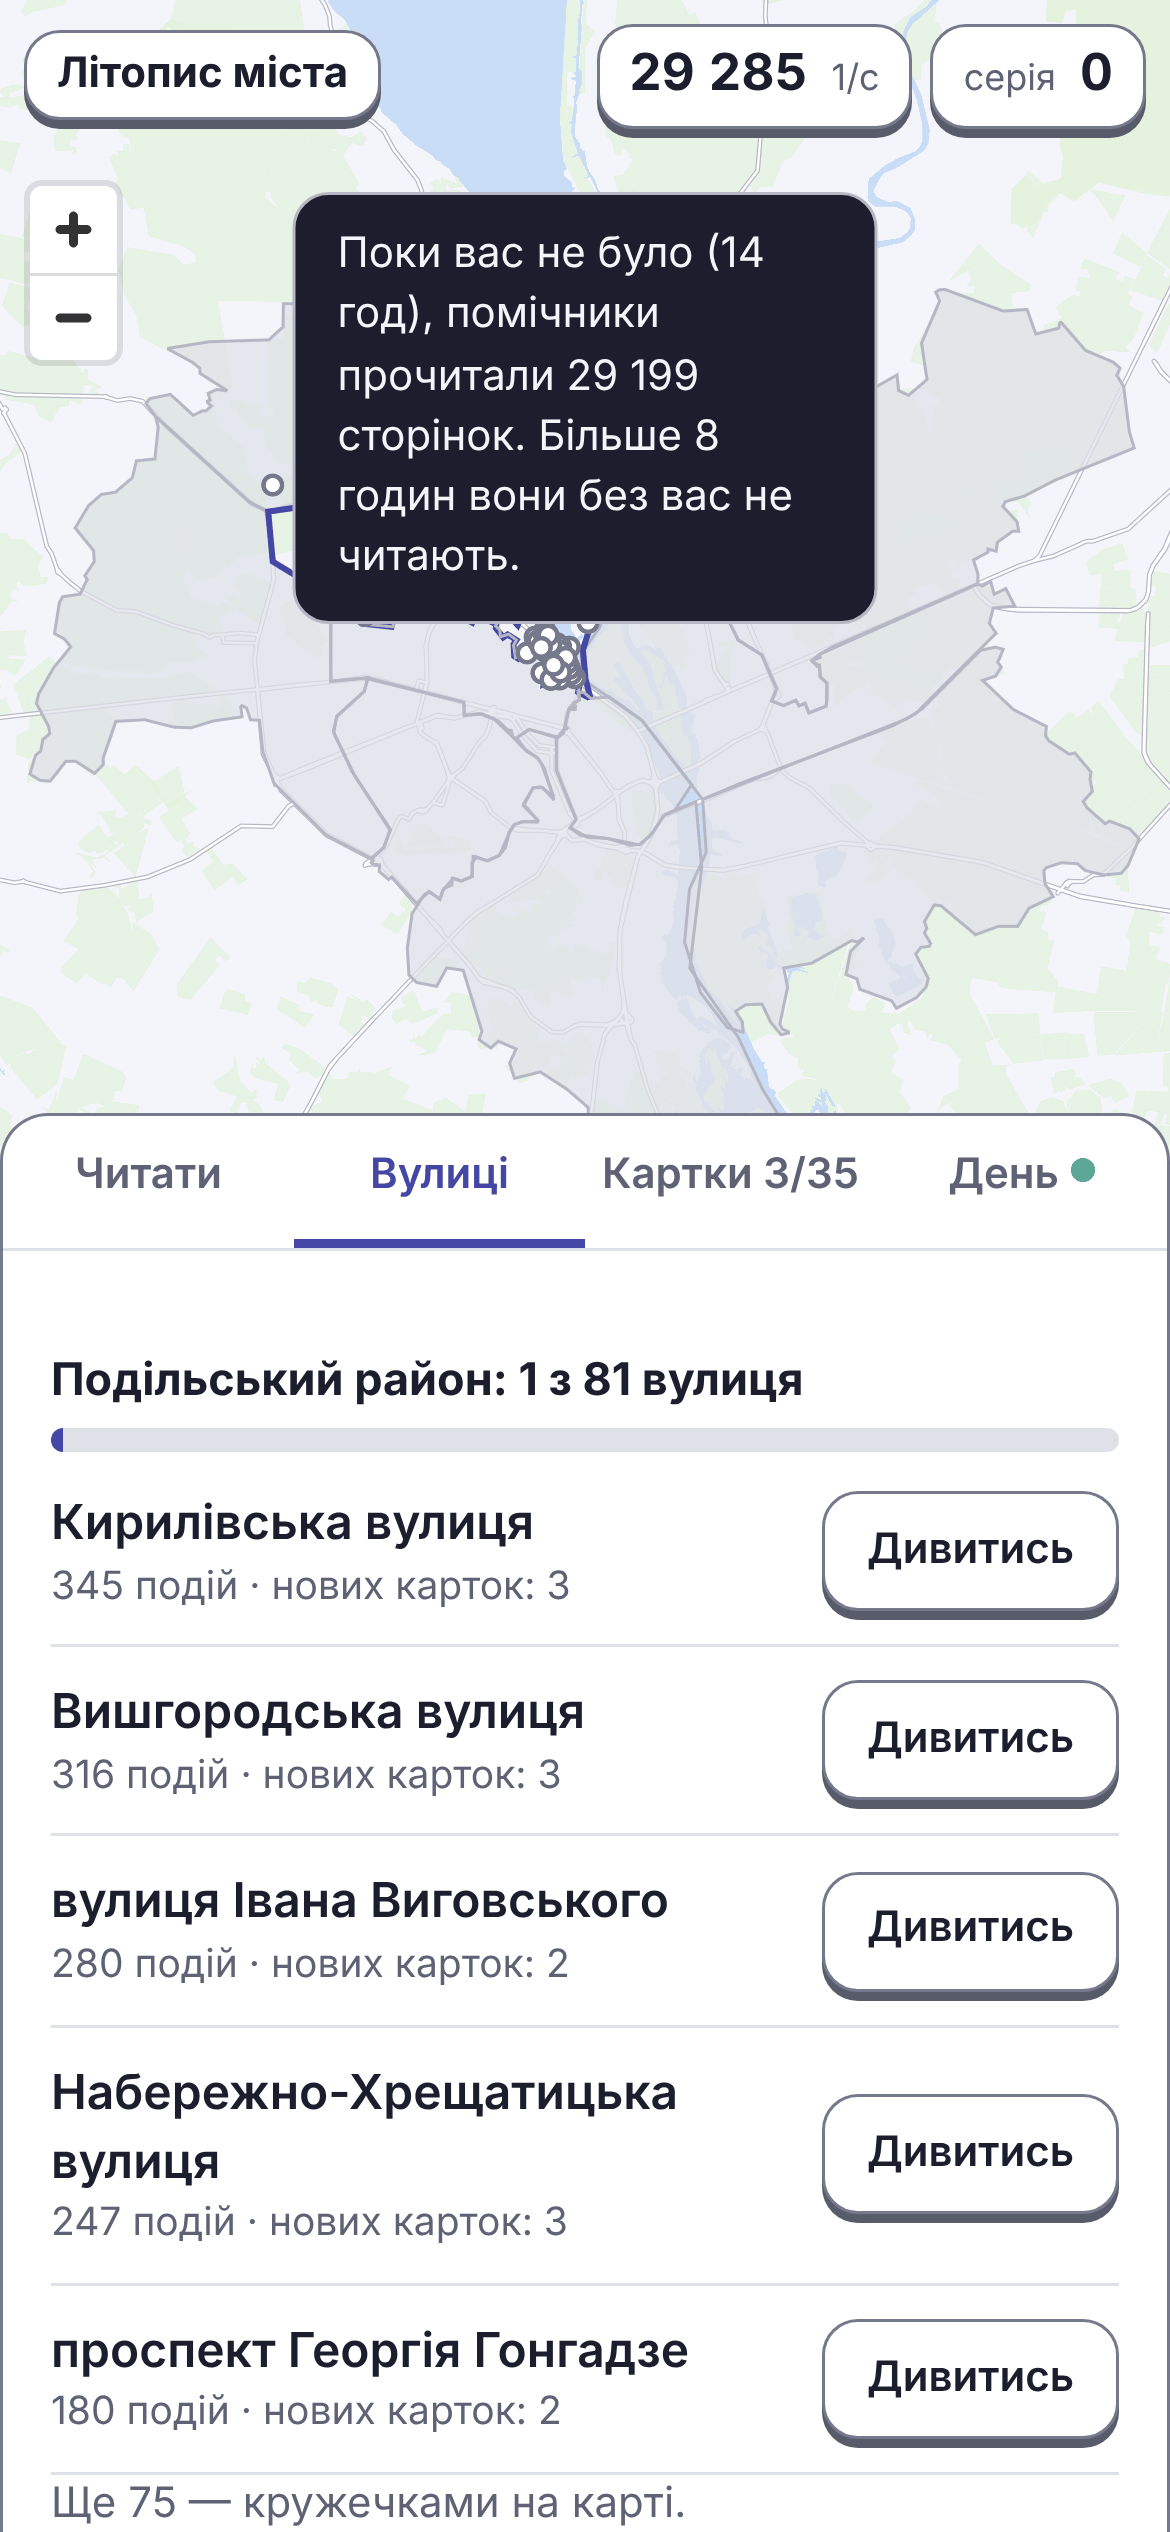 Літопис міста
29 285 1/с
серія 0
+
−
Поки вас не було (14
год), помічники
прочитали 29 199
сторінок. Більше 8
годин вони без вас не
читають.
Читати
Вулиці
Картки 3/35
День
Подільський район: 1 з 81 вулиця
Кирилівська вулиця
345 подій · нових карток: 3
Дивитись
Вишгородська вулиця
316 подій · нових карток: 3
Дивитись
вулиця Івана Виговського
280 подій · нових карток: 2
Дивитись
Набережно-Хрещатицька
вулиця
247 подій · нових карток: 3
Дивитись
проспект Георгія Гонгадзе
180 подій · нових карток: 2
Дивитись
Ще 75 — кружечками на карті.